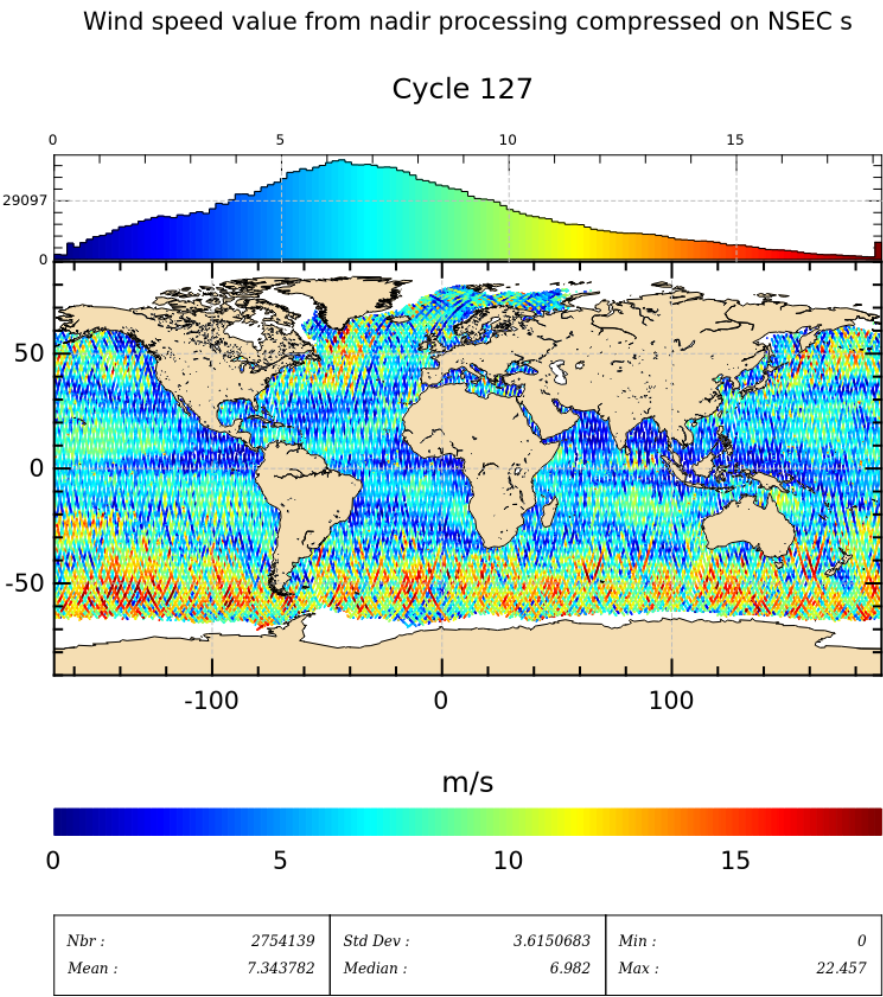 Wind speed value from nadir processing compressed on NSEC s
Cycle 127
0 5 10 15
29097
0
50
0
-50
-100 0 100
m/s
0 5 10 15
Nbr : 2754139 Std Dev : 3.6150683 Min : 0
Mean : 7.343782 Median : 6.982 Max : 22.457